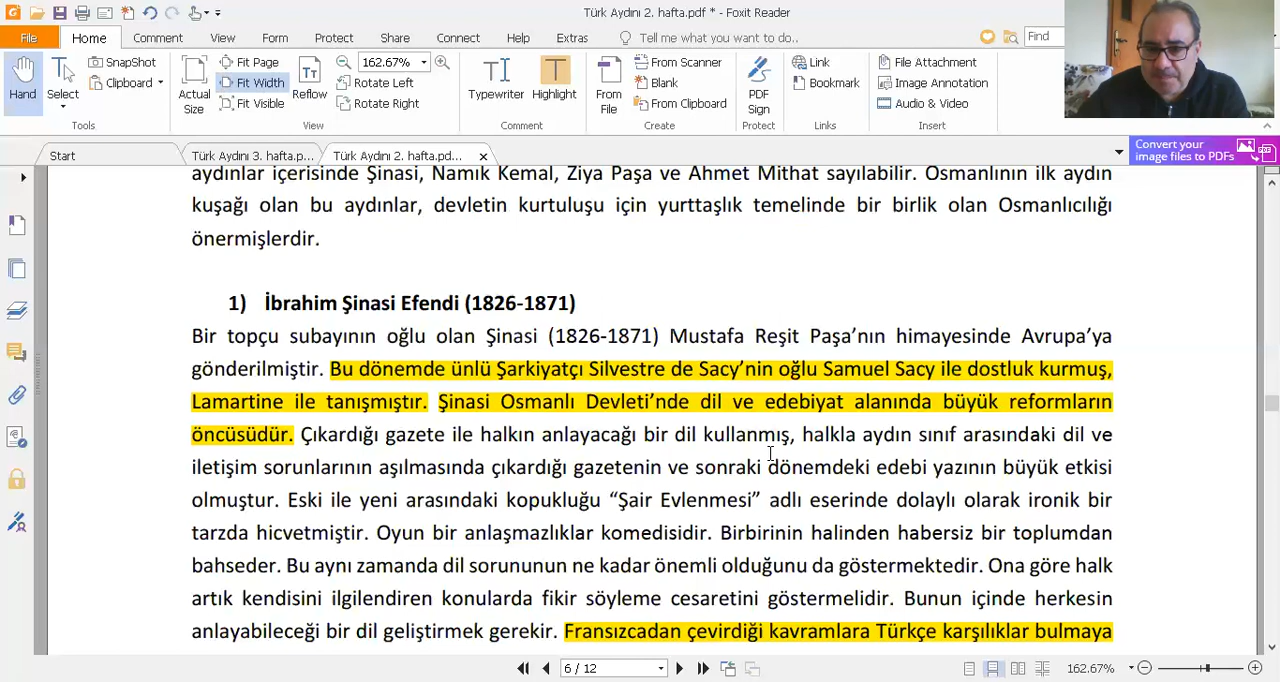 Türk Aydını 2. hafta.pdf * - Foxit Reader
File Home Comment View Form Protect Share Connect Help Extras Tell me what you want to do... Find
Hand
Select
SnapShot
Clipboard
Tools
Actual Size
Fit Page
Fit Width
Fit Visible
Reflow
162.67%
Rotate Left
Rotate Right
View
Typewriter
Highlight
Comment
From File
From Scanner
Blank
From Clipboard
Create
PDF Sign
Protect
Link
Bookmark
Links
File Attachment
Image Annotation
Audio & Video
Insert
Start Türk Aydını 3. hafta.p... Türk Aydını 2. hafta.pd...
Convert your
image files to PDFs
aydınlar içerisinde Şinasi, Namık Kemal, Ziya Paşa ve Ahmet Mithat sayılabilir. Osmanlının ilk aydın
kuşağı olan bu aydınlar, devletin kurtuluşu için yurttaşlık temelinde bir birlik olan Osmanlıcılığı
önermişlerdir.
1) İbrahim Şinasi Efendi (1826-1871)
Bir topçu subayının oğlu olan Şinasi (1826-1871) Mustafa Reşit Paşa’nın himayesinde Avrupa’ya
gönderilmiştir. Bu dönemde ünlü Şarkiyatçı Silvestre de Sacy’nin oğlu Samuel Sacy ile dostluk kurmuş,
Lamartine ile tanışmıştır. Şinasi Osmanlı Devleti’nde dil ve edebiyat alanında büyük reformların
öncüsüdür. Çıkardığı gazete ile halkın anlayacağı bir dil kullanmış, halkla aydın sınıf arasındaki dil ve
iletişim sorunlarının aşılmasında çıkardığı gazetenin ve sonraki dönemdeki edebi yazının büyük etkisi
olmuştur. Eski ile yeni arasındaki kopukluğu “Şair Evlenmesi” adlı eserinde dolaylı olarak ironik bir
tarzda hicvetmiştir. Oyun bir anlaşmazlıklar komedisidir. Birbirinin halinden habersiz bir toplumdan
bahseder. Bu aynı zamanda dil sorununun ne kadar önemli olduğunu da göstermektedir. Ona göre halk
artık kendisini ilgilendiren konularda fikir söyleme cesaretini göstermelidir. Bunun içinde herkesin
anlayabileceği bir dil geliştirmek gerekir. Fransızcadan çevirdiği kavramlara Türkçe karşılıklar bulmaya
6 / 12
162.67%